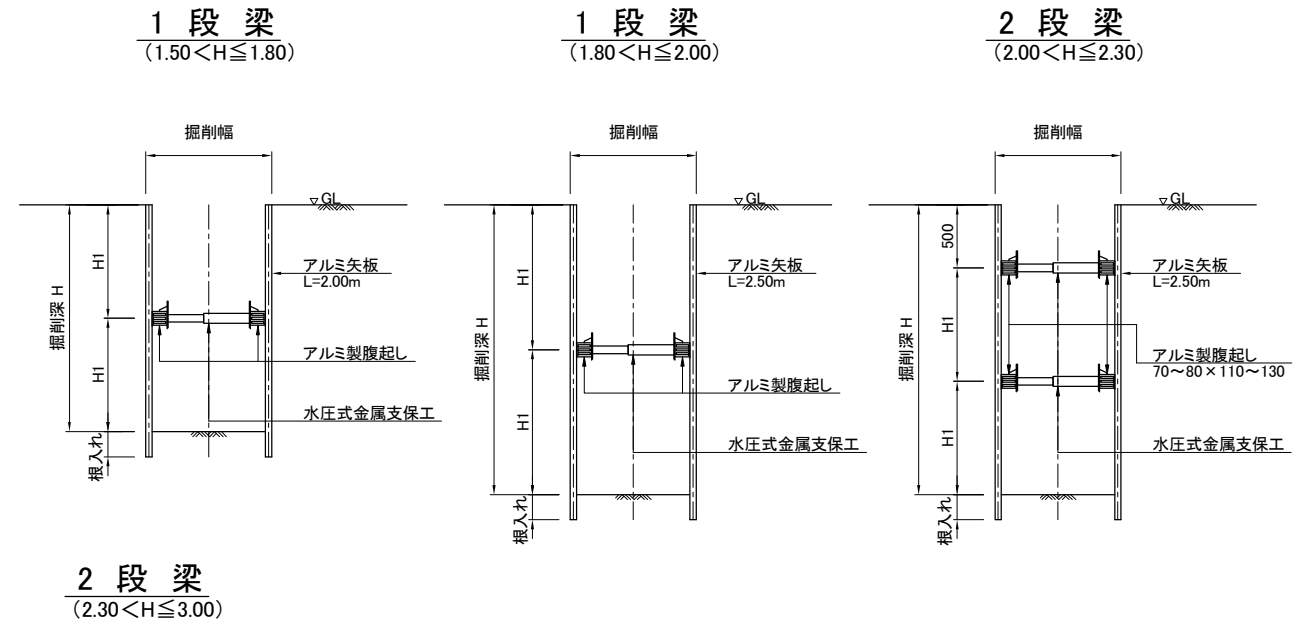 1 段 梁
（1.50＜H≦1.80）
掘削幅
GL
H1
掘削深 H
H1
根入れ
アルミ矢板
L=2.00m
アルミ製腹起し
水圧式金属支保工
1 段 梁
（1.80＜H≦2.00）
掘削幅
GL
H1
掘削深 H
H1
根入れ
アルミ矢板
L=2.50m
アルミ製腹起し
水圧式金属支保工
2 段 梁
（2.00＜H≦2.30）
掘削幅
GL
500
H1
掘削深 H
H1
根入れ
アルミ矢板
L=2.50m
アルミ製腹起し
70～80×110～130
水圧式金属支保工
2 段 梁
（2.30＜H≦3.00）